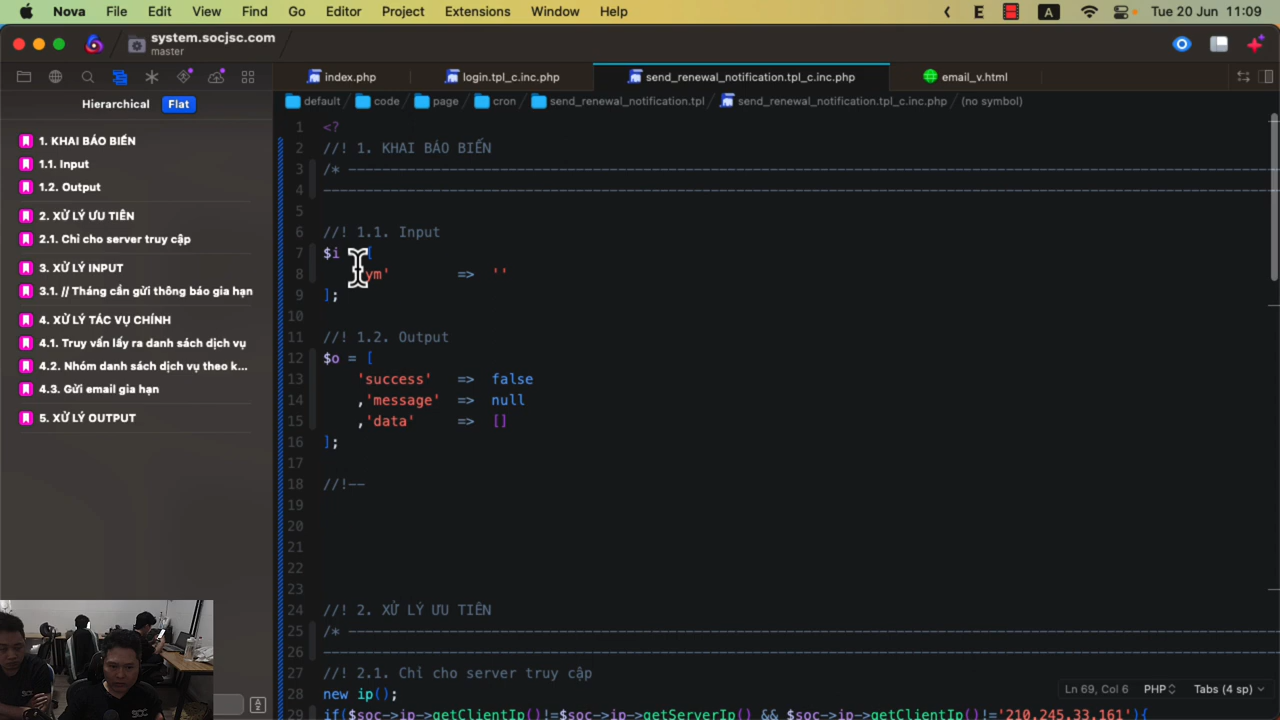 Nova File Edit View Find Go Editor Project Extensions Window Help E A Tue 20 Jun 11:09
system.socjsc.com
master
index.php login.tpl_c.inc.php send_renewal_notification.tpl_c.inc.php email_v.html
Hierarchical Flat
default code page cron send_renewal_notification.tpl send_renewal_notification.tpl_c.inc.php (no symbol)
1. KHAI BÁO BIẾN
1.1. Input
1.2. Output
2. XỬ LÝ ƯU TIÊN
2.1. Chỉ cho server truy cập
3. XỬ LÝ INPUT
3.1. // Tháng cần gửi thông báo gia hạn
4. XỬ LÝ TÁC VỤ CHÍNH
4.1. Truy vấn lấy ra danh sách dịch vụ
4.2. Nhóm danh sách dịch vụ theo k...
4.3. Gửi email gia hạn
5. XỬ LÝ OUTPUT
1 <?
2 //! 1. KHAI BÁO BIẾN
3 /* ----------------------------------------
4 ----------------------------------------
5
6 //! 1.1. Input
7 $i [
8 ym' => ''
9 ];
10
11 //! 1.2. Output
12 $o = [
13 'success' => false
14 ,'message' => null
15 ,'data' => []
16 ];
17
18 //!--
19
20
21
22
23
24 //! 2. XỬ LÝ ƯU TIÊN
25 /* ----------------------------------------
26 ----------------------------------------
27 //! 2.1. Chỉ cho server truy cập
28 new ip();
29 if($soc->ip->getClientIp()!=$soc->ip->getServerIp() && $soc->ip->getClientIp()!='210.245.33.161'){
Ln 69, Col 6 PHP Tabs (4 sp)